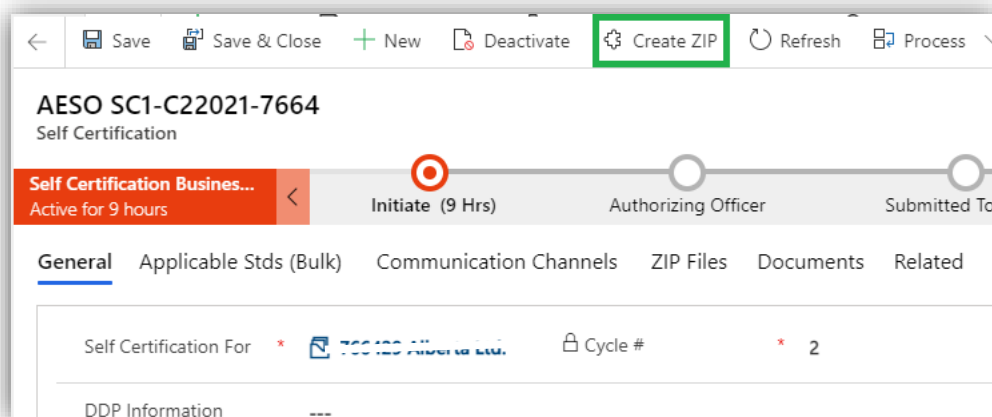 Save Save & Close New Deactivate Create ZIP Refresh Process
AESO SC1-C22021-7664
Self Certification
Self Certification Busines...
Active for 9 hours
Initiate (9 Hrs) Authorizing Officer Submitted To
General Applicable Stds (Bulk) Communication Channels ZIP Files Documents Related
Self Certification For * Alberta Ltd. Cycle # * 2
DDP Information ---